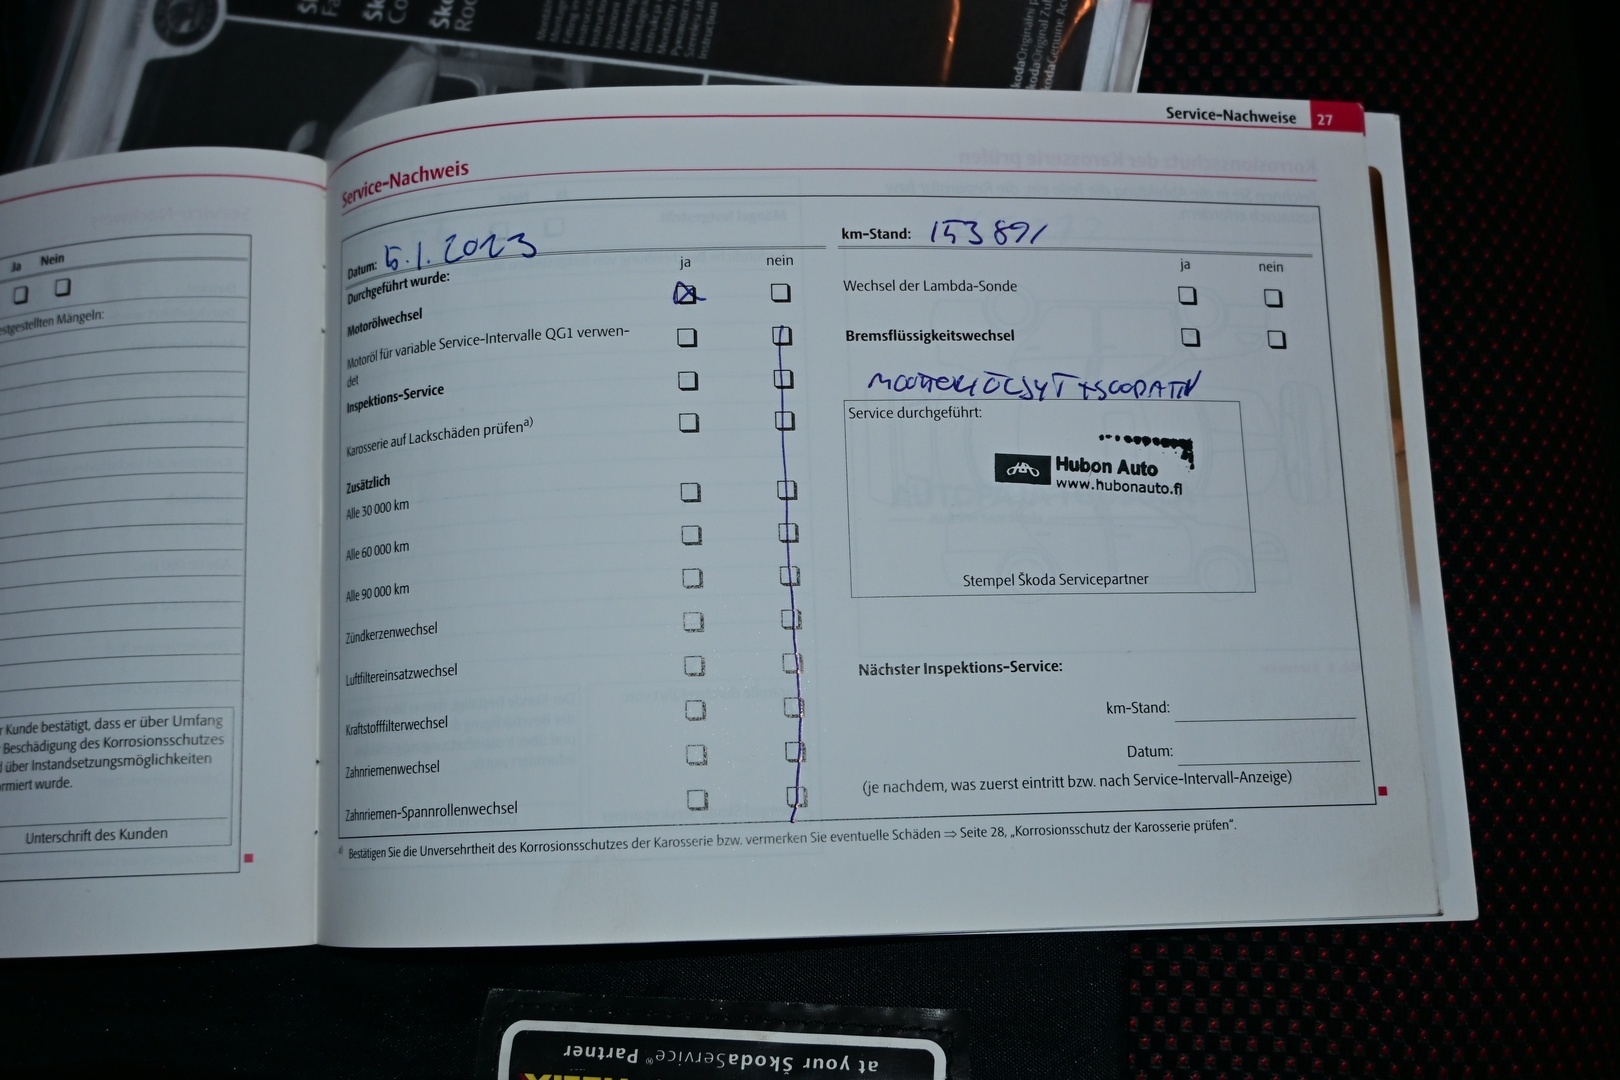 Service-Nachweise 27
Ja Nein
estgestellten Mängeln:
r Kunde bestätigt, dass er über Umfang
Beschädigung des Korrosionsschutzes
d über Instandsetzungsmöglichkeiten
ormiert wurde.
Unterschrift des Kunden
Service-Nachweis
Datum: 5.1.2023
Durchgeführt wurde: ja nein
Motorölwechsel
Motoröl für variable Service-Intervalle QG1 verwen-
det
Inspektions-Service
Karosserie auf Lackschäden prüfen a)
Zusätzlich
Alle 30 000 km
Alle 60 000 km
Alle 90 000 km
Zündkerzenwechsel
Luftfiltereinsatzwechsel
Kraftstofffilterwechsel
Zahnriemenwechsel
Zahnriemen-Spannrollenwechsel
km-Stand: 153 891
ja nein
Wechsel der Lambda-Sonde
Bremsflüssigkeitswechsel
Service durchgeführt:
Hubon Auto
www.hubonauto.fi
Stempel Škoda Servicepartner
Nächster Inspektions-Service:
km-Stand:
Datum:
(je nachdem, was zuerst eintritt bzw. nach Service-Intervall-Anzeige)
a) Bestätigen Sie die Unversehrtheit des Korrosionsschutzes der Karosserie bzw. vermerken Sie eventuelle Schäden ⇒ Seite 28, „Korrosionsschutz der Karosserie prüfen“.
at your ŠkodaService® Partner